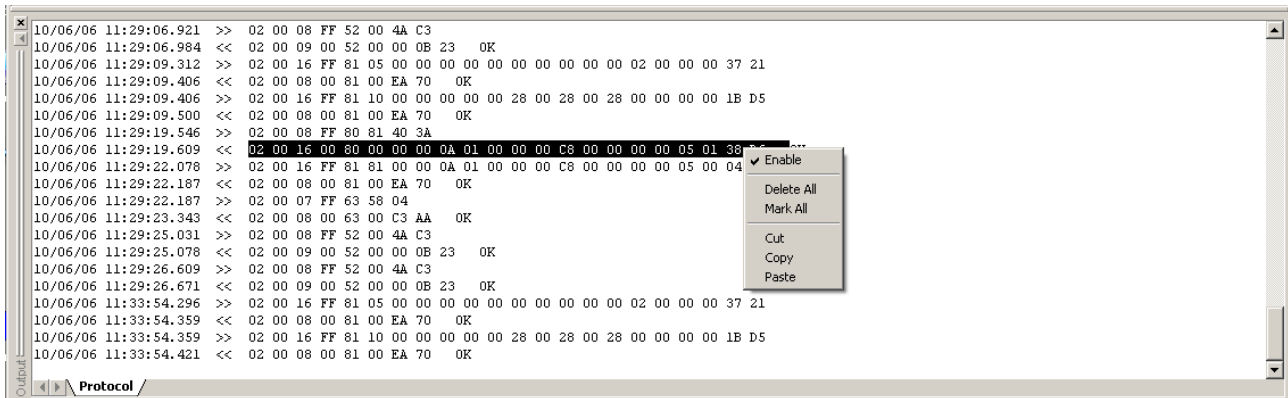 10/06/06 11:29:06.921 >> 02 00 08 FF 52 00 4A C3
10/06/06 11:29:06.984 << 02 00 09 00 52 00 00 0B 23 OK
10/06/06 11:29:09.312 >> 02 00 16 FF 81 05 00 00 00 00 00 00 00 00 00 00 02 00 00 00 37 21
10/06/06 11:29:09.406 << 02 00 08 00 81 00 EA 70 OK
10/06/06 11:29:09.406 >> 02 00 16 FF 81 10 00 00 00 00 00 28 00 28 00 28 00 00 00 00 1B D5
10/06/06 11:29:09.500 << 02 00 08 00 81 00 EA 70 OK
10/06/06 11:29:19.546 >> 02 00 08 FF 80 81 40 3A
10/06/06 11:29:19.609 << 02 00 16 00 80 00 00 00 0A 01 00 00 00 C8 00 00 00 00 05 01 38
10/06/06 11:29:22.078 >> 02 00 16 FF 81 81 00 00 0A 01 00 00 00 C8 00 00 00 00 05 00 04
10/06/06 11:29:22.187 << 02 00 08 00 81 00 EA 70 OK
10/06/06 11:29:22.187 >> 02 00 07 FF 63 58 04
10/06/06 11:29:23.343 << 02 00 08 00 63 00 C3 AA OK
10/06/06 11:29:25.031 >> 02 00 08 FF 52 00 4A C3
10/06/06 11:29:25.078 << 02 00 09 00 52 00 00 0B 23 OK
10/06/06 11:29:26.609 >> 02 00 08 FF 52 00 4A C3
10/06/06 11:29:26.671 << 02 00 09 00 52 00 00 0B 23 OK
10/06/06 11:33:54.296 >> 02 00 16 FF 81 05 00 00 00 00 00 00 00 00 00 00 02 00 00 00 37 21
10/06/06 11:33:54.359 << 02 00 08 00 81 00 EA 70 OK
10/06/06 11:33:54.359 >> 02 00 16 FF 81 10 00 00 00 00 00 28 00 28 00 28 00 00 00 00 1B D5
10/06/06 11:33:54.421 << 02 00 08 00 81 00 EA 70 OK
Enable
Delete All
Mark All
Cut
Copy
Paste
Output
Protocol